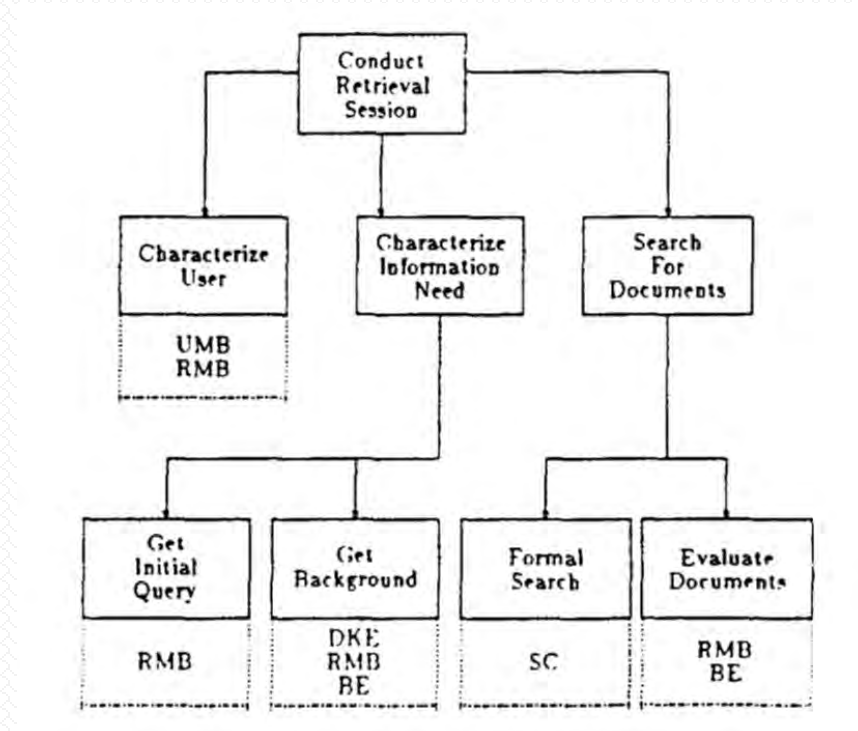 Conduct
Retrieval
Session
Characterize
User
UMB
RMB
Characterize
Information
Need
Search
For
Documents
Get
Initial
Query
RMB
Get
Background
DKE
RMB
BE
Formal
Search
SC
Evaluate
Documents
RMB
BE